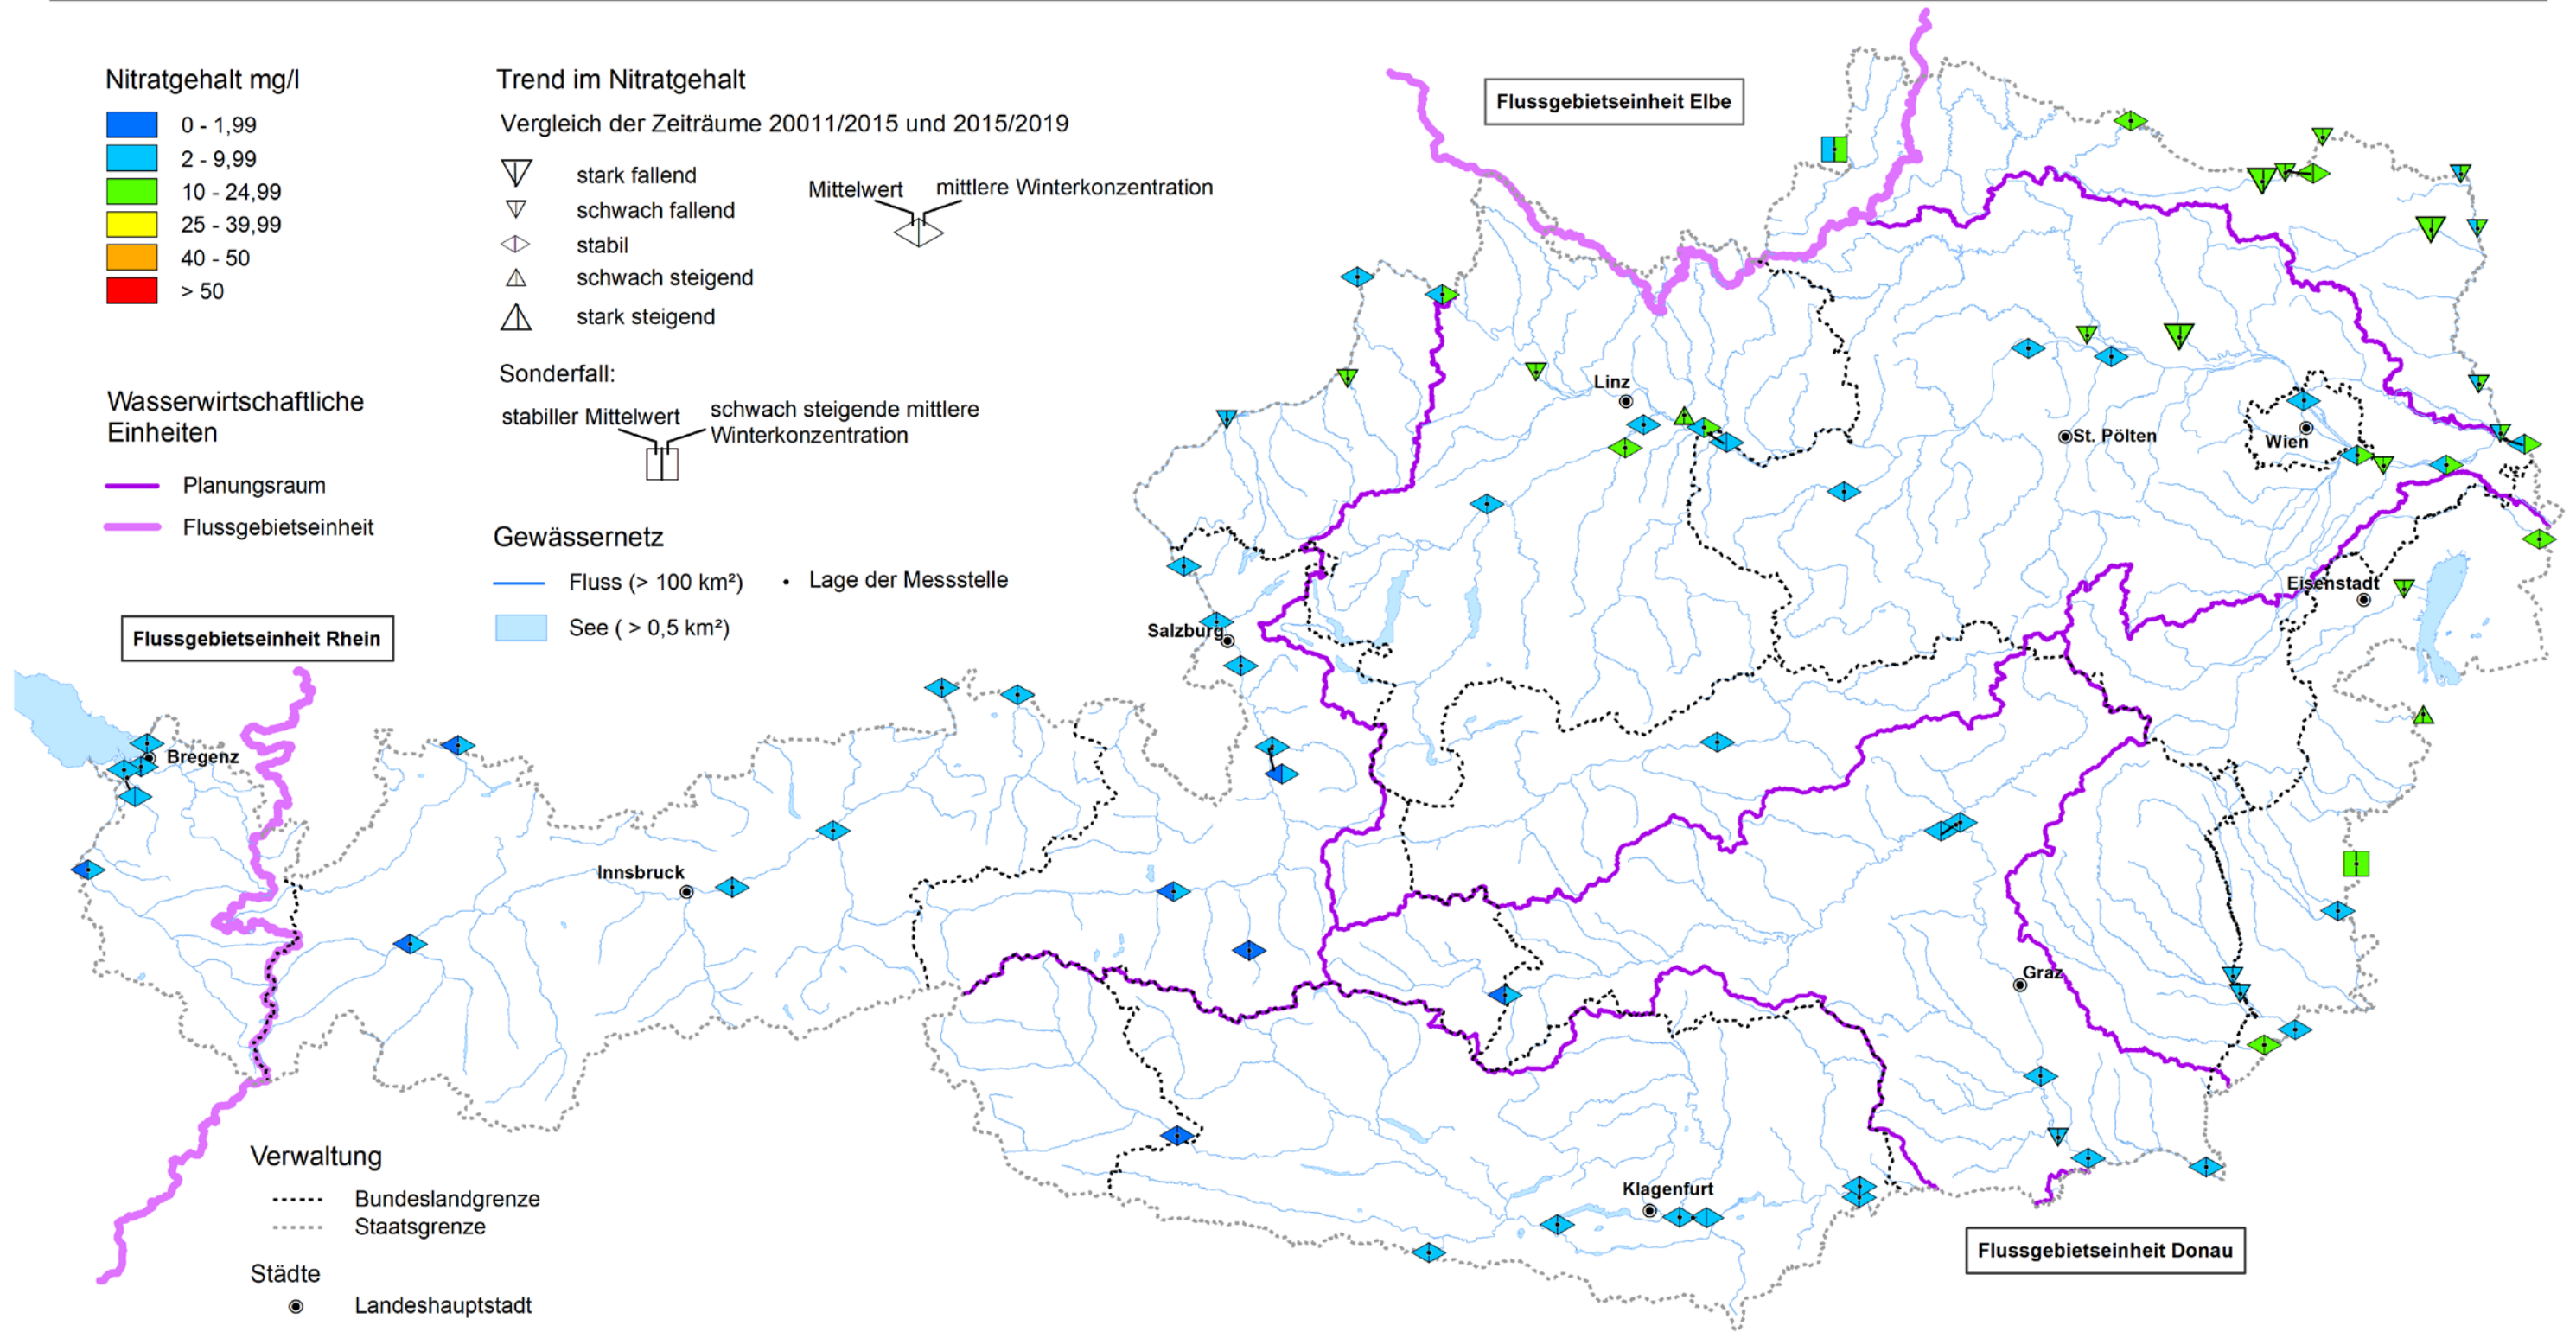 Nitratgehalt mg/l
0 - 1,99
2 - 9,99
10 - 24,99
25 - 39,99
40 - 50
> 50
Wasserwirtschaftliche
Einheiten
Planungsraum
Flussgebietseinheit
Trend im Nitratgehalt
Vergleich der Zeiträume 20011/2015 und 2015/2019
stark fallend
schwach fallend
stabil
schwach steigend
stark steigend
Mittelwert
mittlere Winterkonzentration
Sonderfall:
stabiller Mittelwert
schwach steigende mittlere
Winterkonzentration
Gewässernetz
Fluss (> 100 km²)
Lage der Messstelle
See ( > 0,5 km²)
Flussgebietseinheit Elbe
Flussgebietseinheit Rhein
Linz
St. Pölten
Wien
Eisenstadt
Salzburg
Bregenz
Innsbruck
Graz
Klagenfurt
Flussgebietseinheit Donau
Verwaltung
Bundeslandgrenze
Staatsgrenze
Städte
Landeshauptstadt